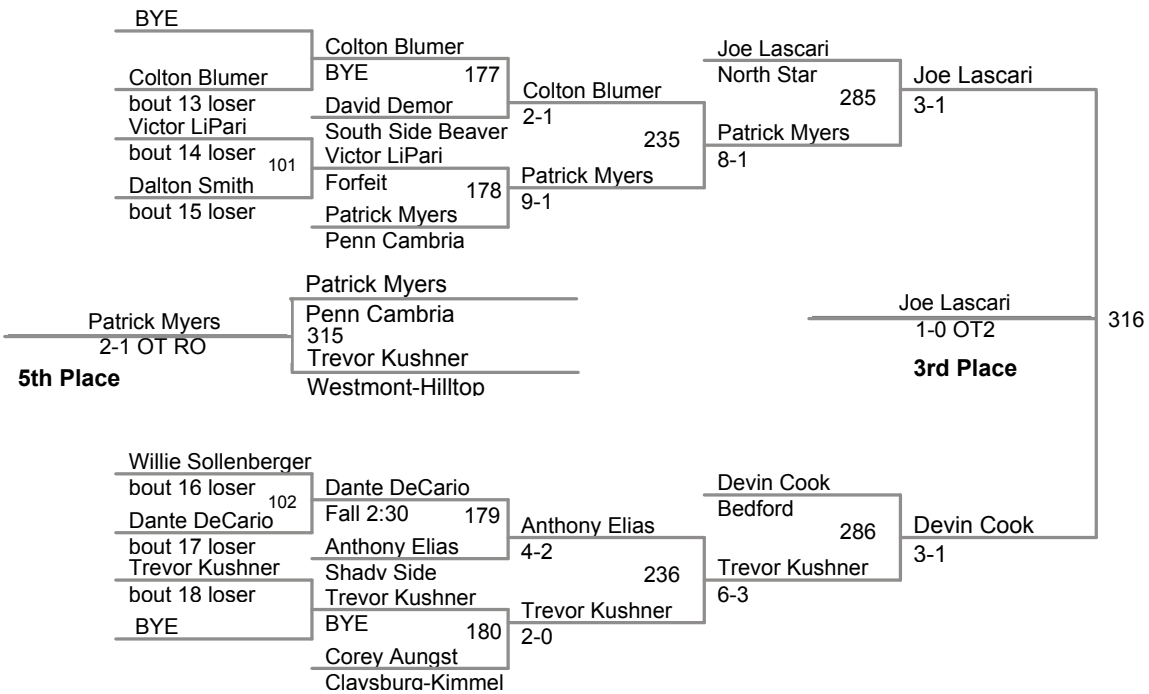 BYE
Colton Blumer
bout 13 loser
Victor LiPari
bout 14 loser
101
Dalton Smith
bout 15 loser
Colton Blumer
BYE
177
David Demor
South Side Beaver
Victor LiPari
Forfeit
178
Patrick Myers
Penn Cambria
Colton Blumer
2-1
235
Patrick Myers
9-1
Joe Lascari
North Star
285
Patrick Myers
8-1
Joe Lascari
3-1
Patrick Myers
2-1 OT RO
5th Place
Patrick Myers
Penn Cambria
315
Trevor Kushner
Westmont-Hilltop
Joe Lascari
1-0 OT2
3rd Place
316
Willie Sollenberger
bout 16 loser
102
Dante DeCario
bout 17 loser
Trevor Kushner
bout 18 loser
BYE
Dante DeCario
Fall 2:30
179
Anthony Elias
Shady Side
Trevor Kushner
BYE
180
Corey Aungst
Claysburg-Kimmel
Anthony Elias
4-2
236
Trevor Kushner
2-0
Devin Cook
Bedford
286
Trevor Kushner
6-3
Devin Cook
3-1